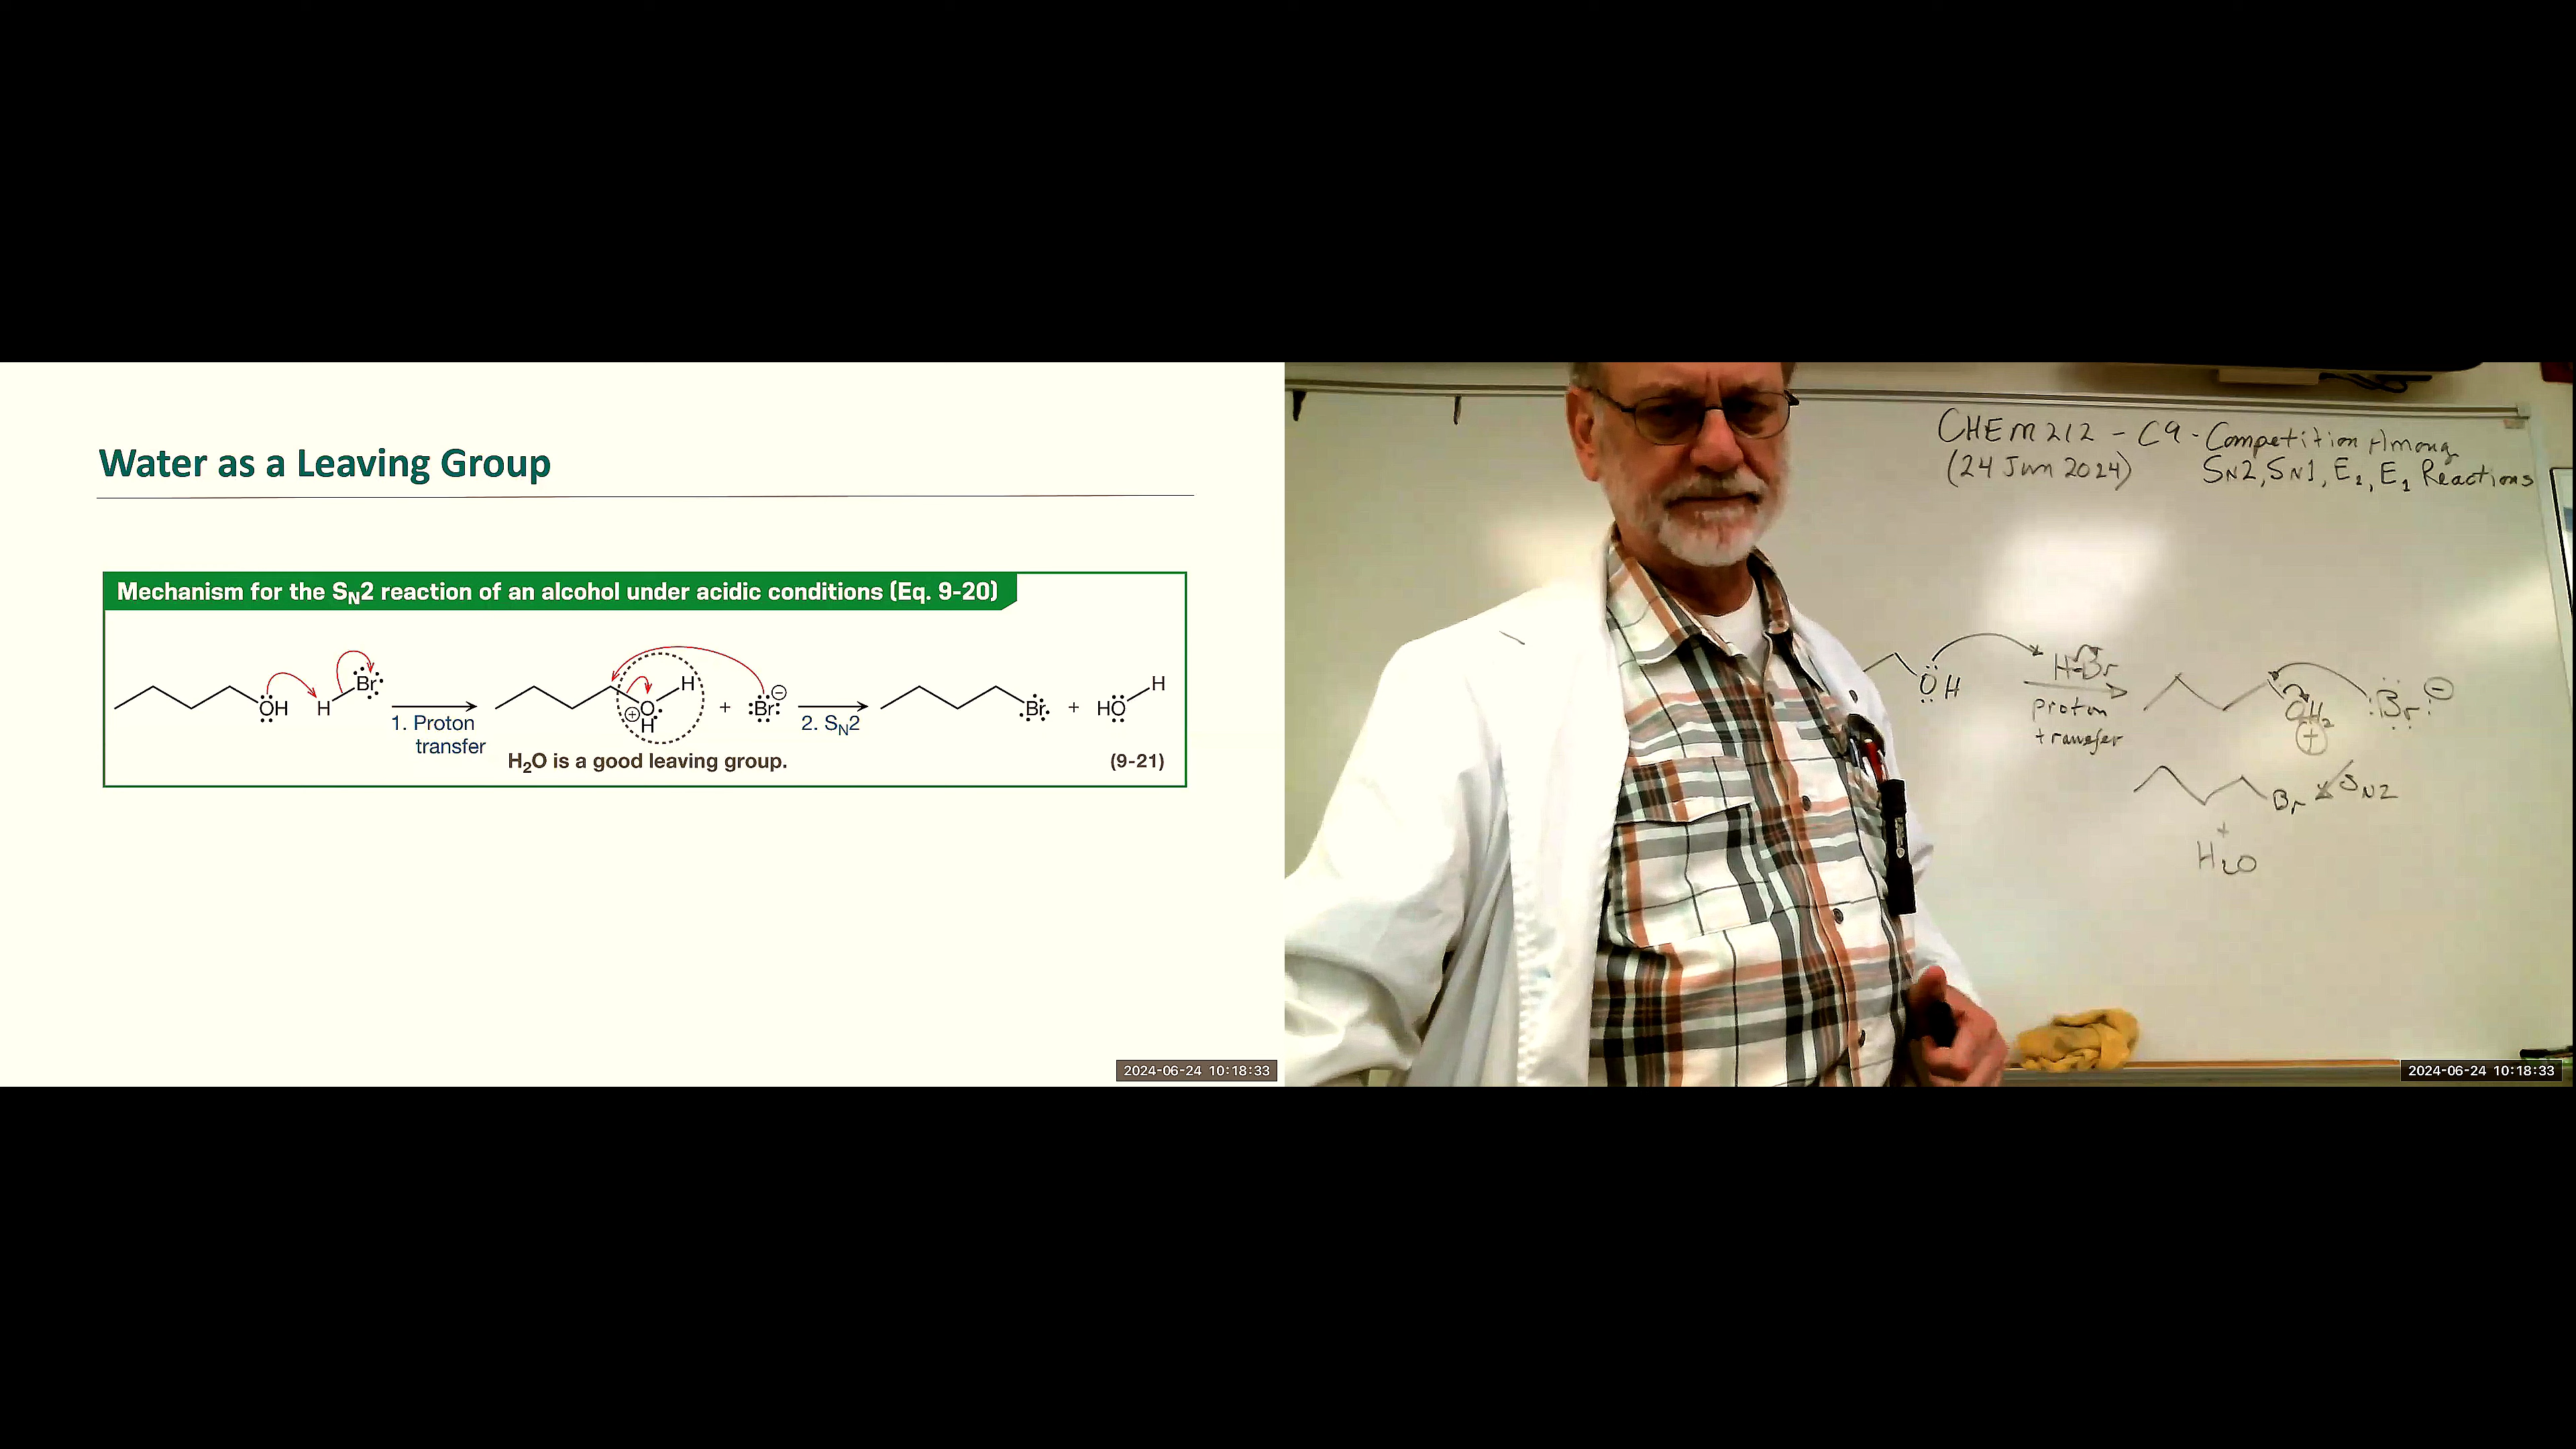 Water as a Leaving Group
Mechanism for the SN2 reaction of an alcohol under acidic conditions (Eq. 9-20)
ÖH H Br
1. Proton
transfer
H
O
H
+ Br ⊖
2. SN2
Br + HO H
H2O is a good leaving group.
(9-21)
2024-06-24 10:18:33
CHEM212 - C9 - Competition Among
(24 Jun 2024) SN2, SN1, E2, E1 Reactions
OH
H-Br
proton
transfer
OH2
+
Br ⊖
Br SN2
+
H2O
2024-06-24 10:18:33